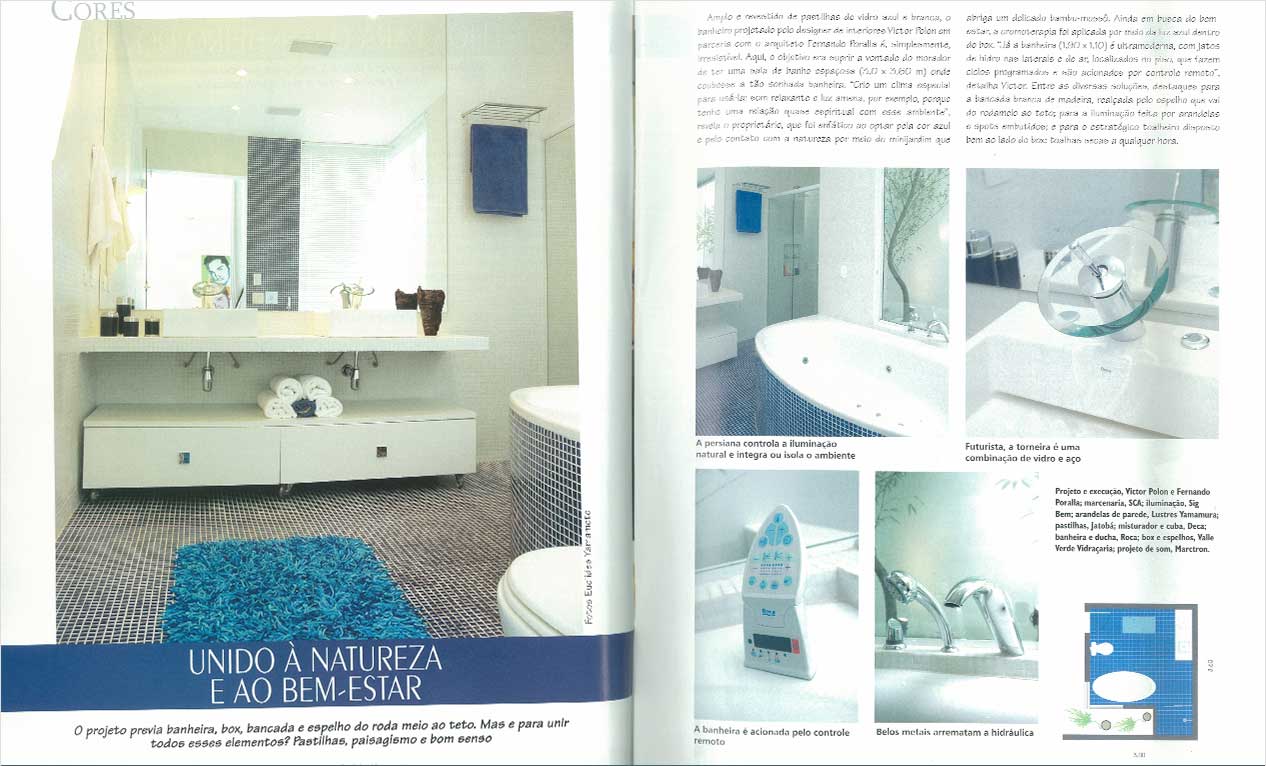 CORES
Fotos Euclides Yamamoto
UNIDO À NATUREZA
E AO BEM-ESTAR
O projeto previa banheira, box, bancada e espelho do roda meio ao teto. Mas e para unir
todos esses elementos? Pastilhas, paisagismo e bom senso
Amplo e revestido de pastilhas de vidro azul e branca, o
banheiro projetado pelo designer de interiores Victor Polon em
parceria com o arquiteto Fernando Poralla é, simplesmente,
irresistível. Aqui, o objetivo era suprir a vontade do morador
de ter uma sala de banho espaçosa (3,0 x 3,60 m) onde
coubesse a tão sonhada banheira. "Crio um clima especial
para usá-la: som relaxante e luz amena, por exemplo, porque
tenho uma relação quase espiritual com esse ambiente",
revela o proprietário, que foi enfático ao optar pela cor azul
e pelo contato com a natureza por meio do minijardim que
abriga um delicado bambu-mossô. Ainda em busca do bem-
estar, a cromoterapia foi aplicada por meio da luz azul dentro
do box. "Já a banheira (1,90 x 1,10) é ultramoderna, com jatos
de hidro nas laterais e de ar, localizados no piso, que fazem
ciclos programados e são acionados por controle remoto",
detalha Victor. Entre as diversas soluções, destaques para
a bancada branca de madeira, realçada pelo espelho que vai
do rodameio ao teto; para a iluminação feita por arandelas
e spots embutidos; e para o estratégico toalheiro disposto
bem ao lado do box: toalhas secas a qualquer hora.
A persiana controla a iluminação
natural e integra ou isola o ambiente
Futurista, a torneira é uma
combinação de vidro e aço
Projeto e execução, Victor Polon e Fernando
Poralla; marcenaria, SCA; iluminação, Sig
Bem; arandelas de parede, Lustres Yamamura;
pastilhas, Jatobá; misturador e cuba, Deca;
banheira e ducha, Roca; box e espelhos, Valle
Verde Vidraçaria; projeto de som, Marctron.
A banheira é acionada pelo controle
remoto
Belos metais arrematam a hidráulica
3.00